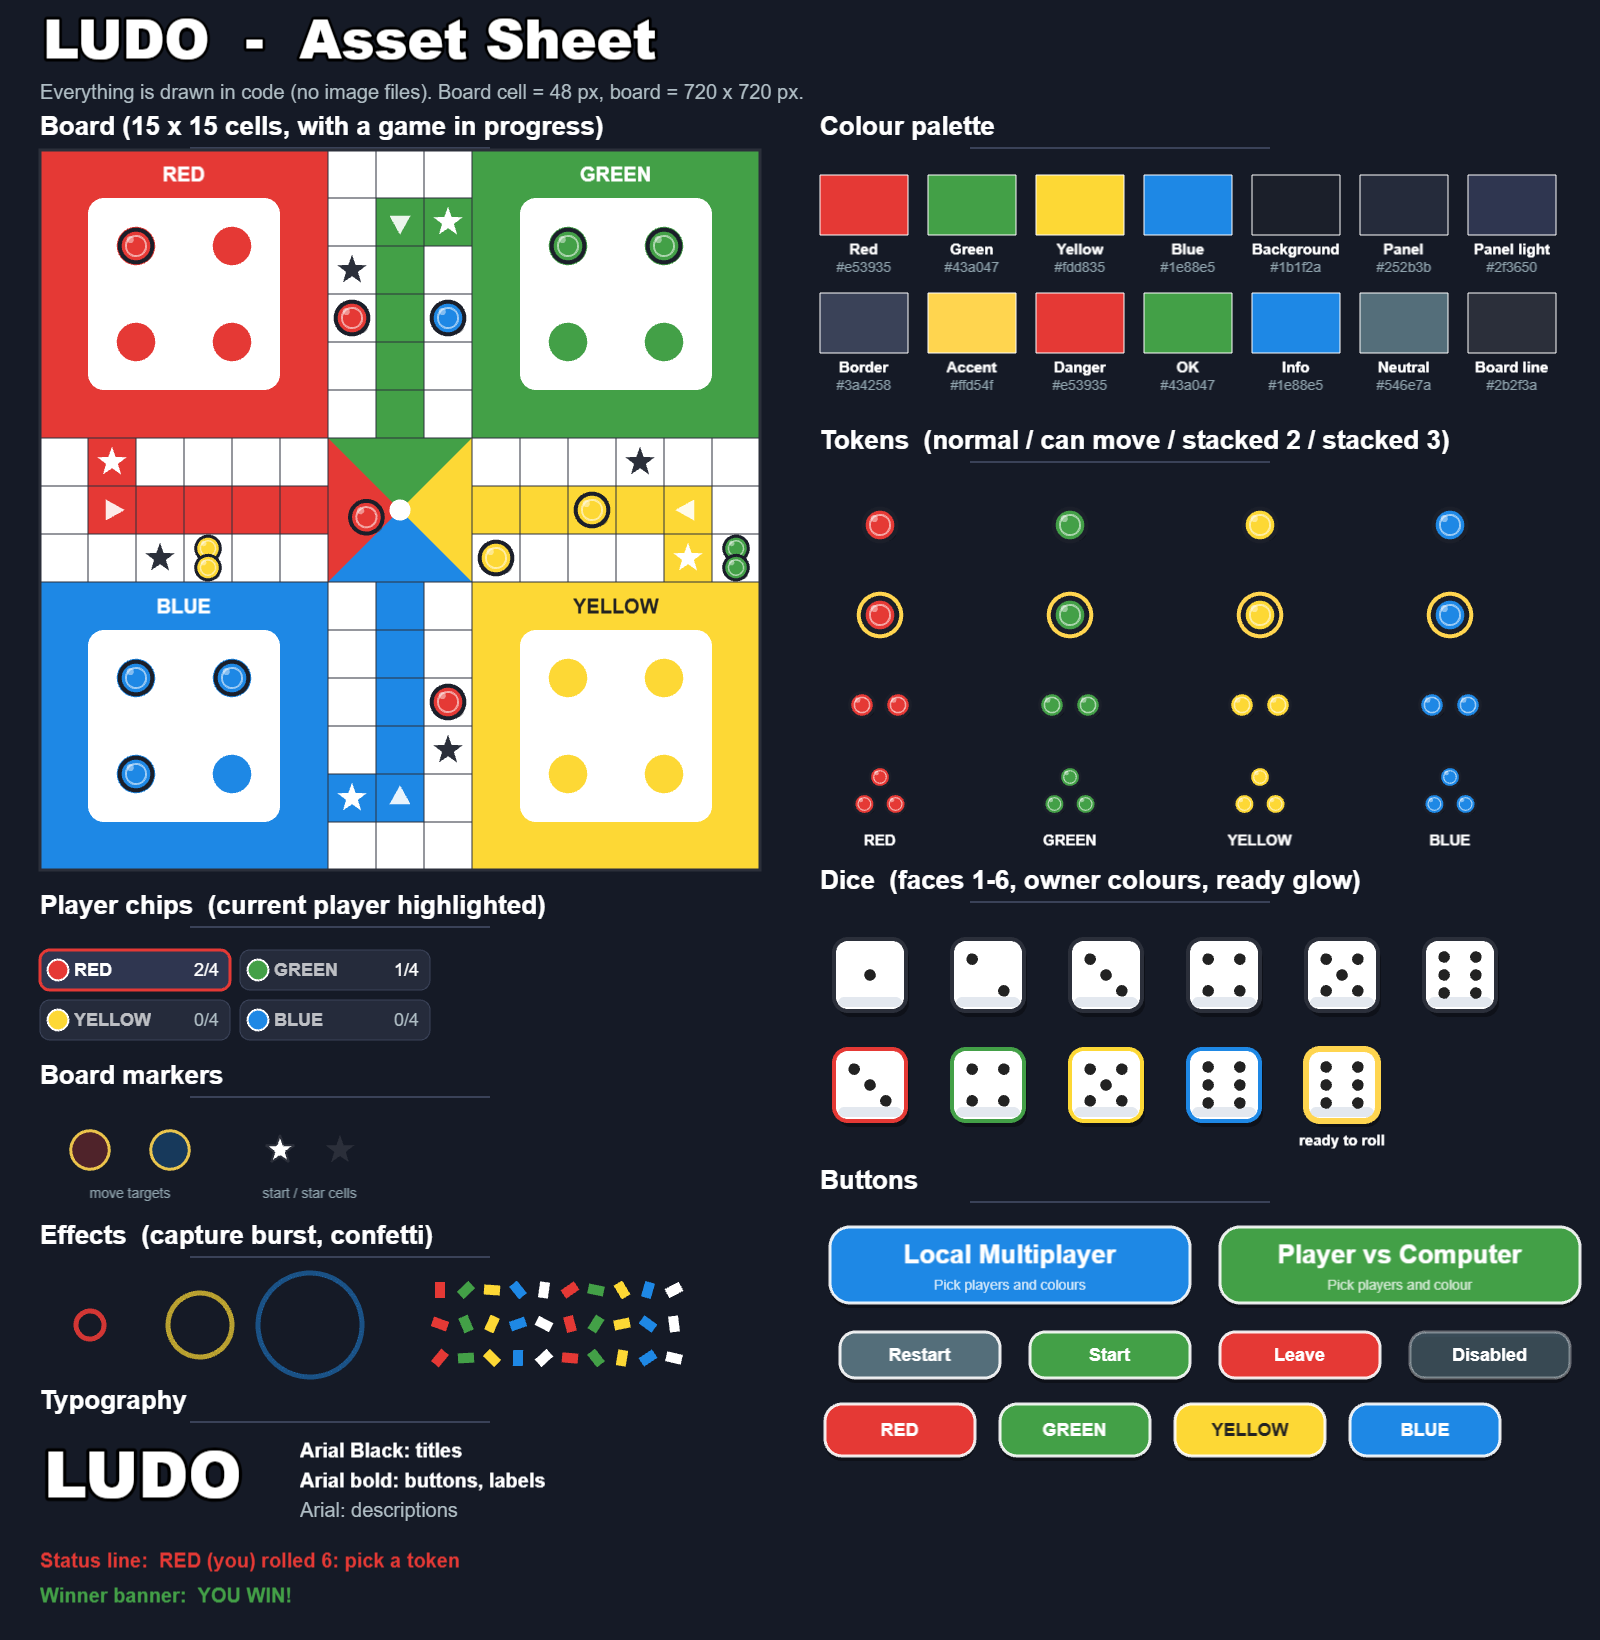 LUDO - Asset Sheet
Everything is drawn in code (no image files). Board cell = 48 px, board = 720 x 720 px.
Board (15 x 15 cells, with a game in progress)
RED
GREEN
BLUE
YELLOW
Player chips (current player highlighted)
RED 2/4
GREEN 1/4
YELLOW 0/4
BLUE 0/4
Board markers
move targets
start / star cells
Effects (capture burst, confetti)
Typography
LUDO
Arial Black: titles
Arial bold: buttons, labels
Arial: descriptions
Status line: RED (you) rolled 6: pick a token
Winner banner: YOU WIN!
Colour palette
Red
#e53935
Green
#43a047
Yellow
#fdd835
Blue
#1e88e5
Background
#1b1f2a
Panel
#252b3b
Panel light
#2f3650
Border
#3a4258
Accent
#ffd54f
Danger
#e53935
OK
#43a047
Info
#1e88e5
Neutral
#546e7a
Board line
#2b2f3a
Tokens (normal / can move / stacked 2 / stacked 3)
RED
GREEN
YELLOW
BLUE
Dice (faces 1-6, owner colours, ready glow)
ready to roll
Buttons
Local Multiplayer
Pick players and colours
Player vs Computer
Pick players and colour
Restart
Start
Leave
Disabled
RED
GREEN
YELLOW
BLUE